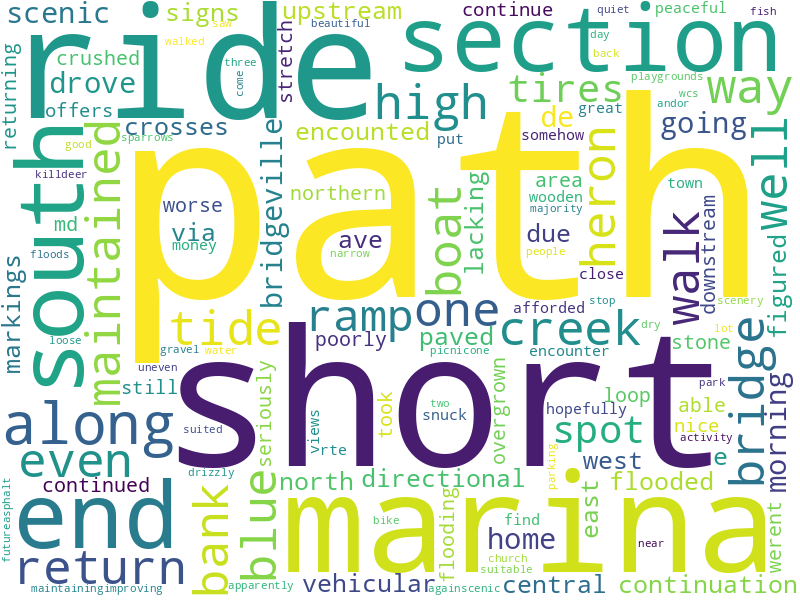 scenic
signs
upstream
continue
quiet
peaceful
fish
saw
walked
beautiful
day
back
ride
section
crushed
drove
offers
three
come
stretch
high
tires
way
playgrounds
wcs
andor
great
returning
crosses
encountered
put
de
somehow
going
sparrows
good
killdeer
south
maintained
path
bridgeville
northern
boat
lacking
area
wooden
majority
heron
town
Well
worse
via
money
md
ave
narrow
due
people
close
walk
downstream
figured
floods
markings
loose
tide
ramp
one
afforded
stop
scenery
creek
dry
lot
poorly
paved
stone
gravel
water
picnicone
encounter
uneven
park
short
along
still
seriously
views
vrte
took
two
snuck
overgrown
hopefully
loop
able
nice
bridge
morning
suited
spot
activity
even
west
e
drizzly
parking
continued
north
directional
flooded
futureasphalt
end
bank
blue
marina
flooding
find
east
home
bike
werent
return
church
suitable
near
maintainingimproving
apparently
vehicular
againscenic
central
continuation